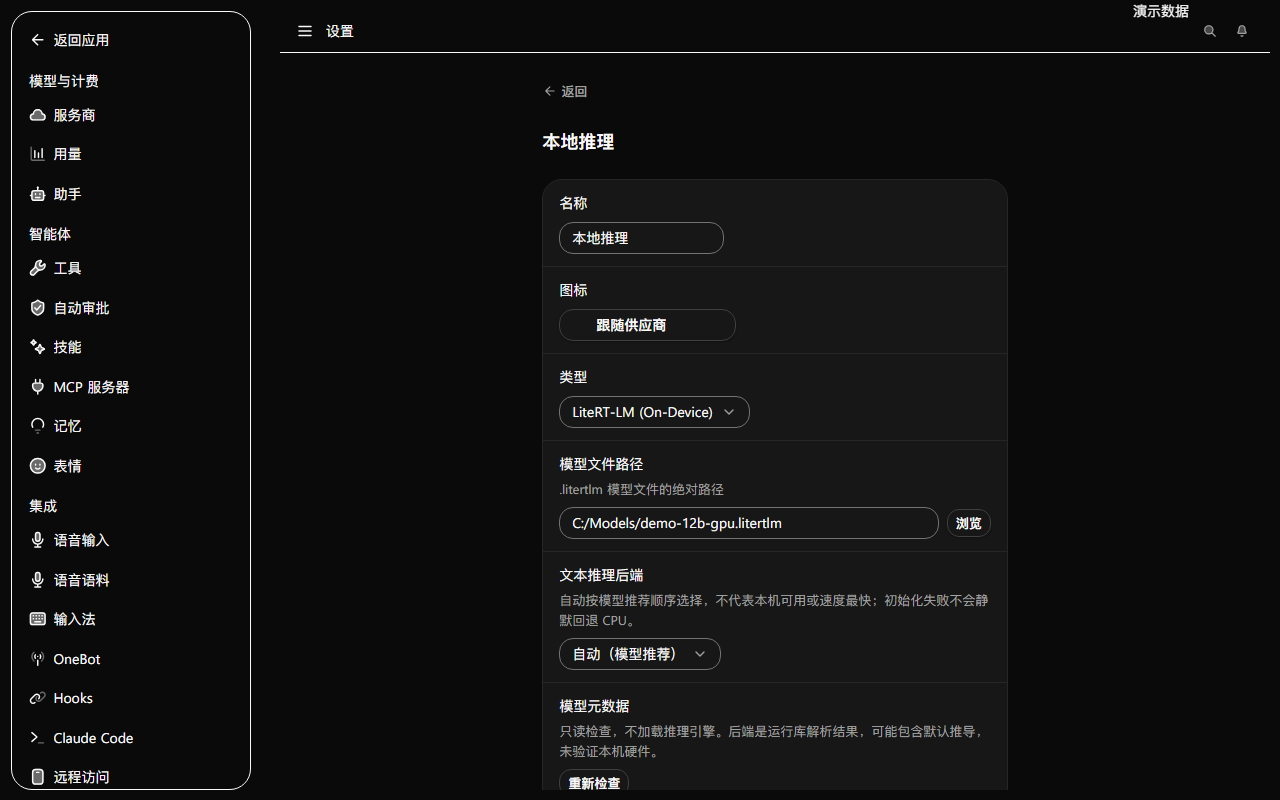 演示数据
返回应用
模型与计费
服务商
用量
助手
智能体
工具
自动审批
技能
MCP 服务器
记忆
表情
集成
语音输入
语音语料
输入法
OneBot
Hooks
Claude Code
远程访问
设置
返回
本地推理
名称
本地推理
图标
跟随供应商
类型
LiteRT-LM (On-Device)
模型文件路径
.litertlm 模型文件的绝对路径
C:/Models/demo-12b-gpu.litertlm
浏览
文本推理后端
自动按模型推荐顺序选择，不代表本机可用或速度最快；初始化失败不会静
默回退 CPU。
自动（模型推荐）
模型元数据
只读检查，不加载推理引擎。后端是运行库解析结果，可能包含默认推导，
未验证本机硬件。
重新检查